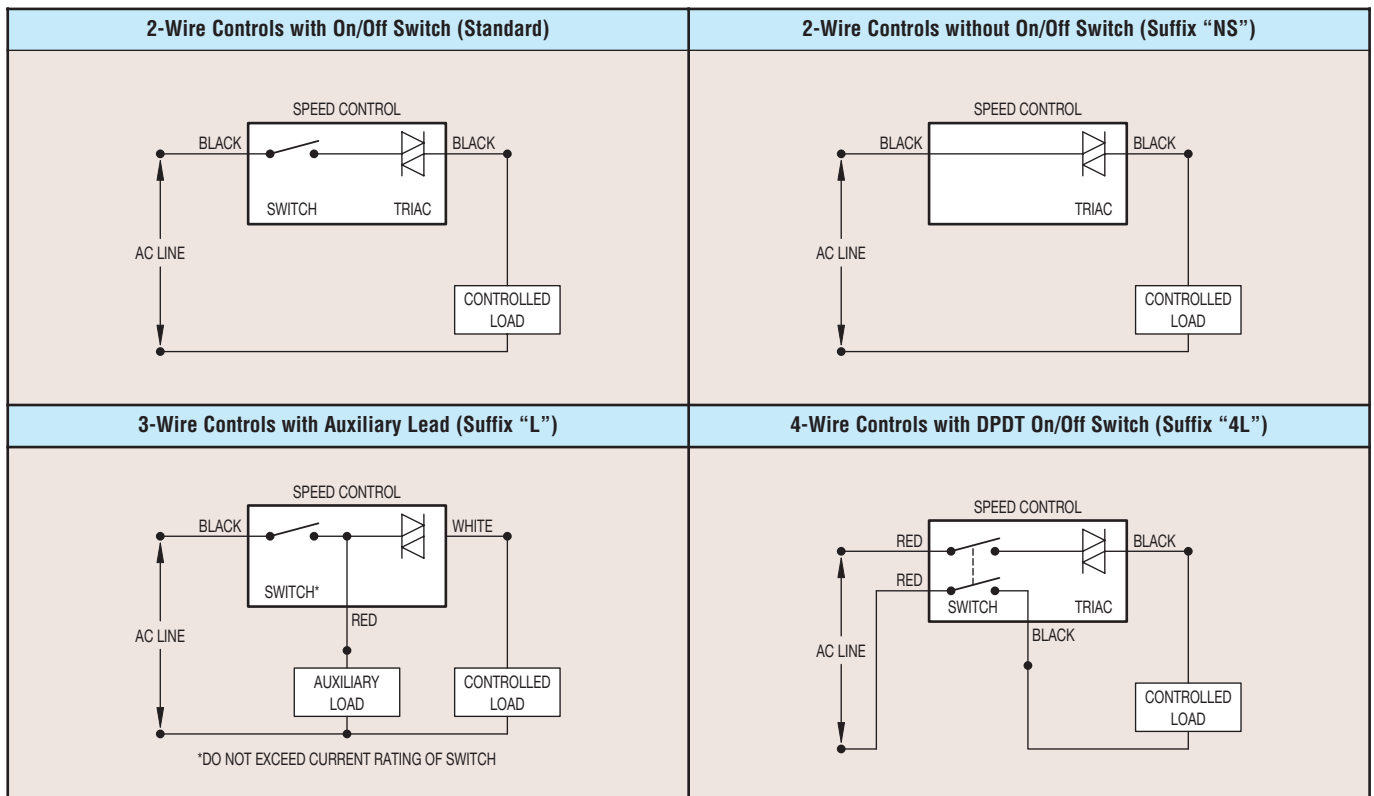 2-Wire Controls with On/Off Switch (Standard)
SPEED CONTROL
BLACK
BLACK
SWITCH
TRIAC
AC LINE
CONTROLLED
LOAD
2-Wire Controls without On/Off Switch (Suffix “NS”)
SPEED CONTROL
BLACK
BLACK
TRIAC
AC LINE
CONTROLLED
LOAD
3-Wire Controls with Auxiliary Lead (Suffix “L”)
SPEED CONTROL
BLACK
WHITE
SWITCH*
RED
AC LINE
AUXILIARY
LOAD
CONTROLLED
LOAD
*DO NOT EXCEED CURRENT RATING OF SWITCH
4-Wire Controls with DPDT On/Off Switch (Suffix “4L”)
SPEED CONTROL
RED
BLACK
RED
SWITCH
TRIAC
BLACK
AC LINE
CONTROLLED
LOAD